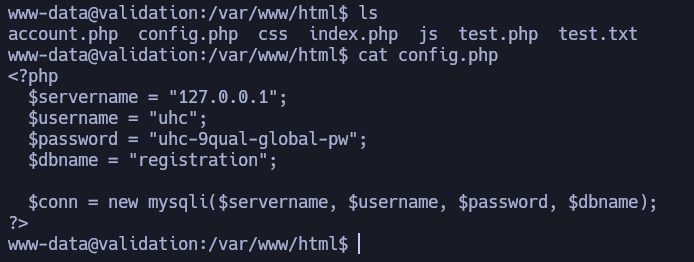 www-data@validation:/var/www/html$ ls
account.php  config.php  css  index.php  js  test.php  test.txt
www-data@validation:/var/www/html$ cat config.php
<?php
  $servername = "127.0.0.1";
  $username = "uhc";
  $password = "uhc-9qual-global-pw";
  $dbname = "registration";

  $conn = new mysqli($servername, $username, $password, $dbname);
?>
www-data@validation:/var/www/html$